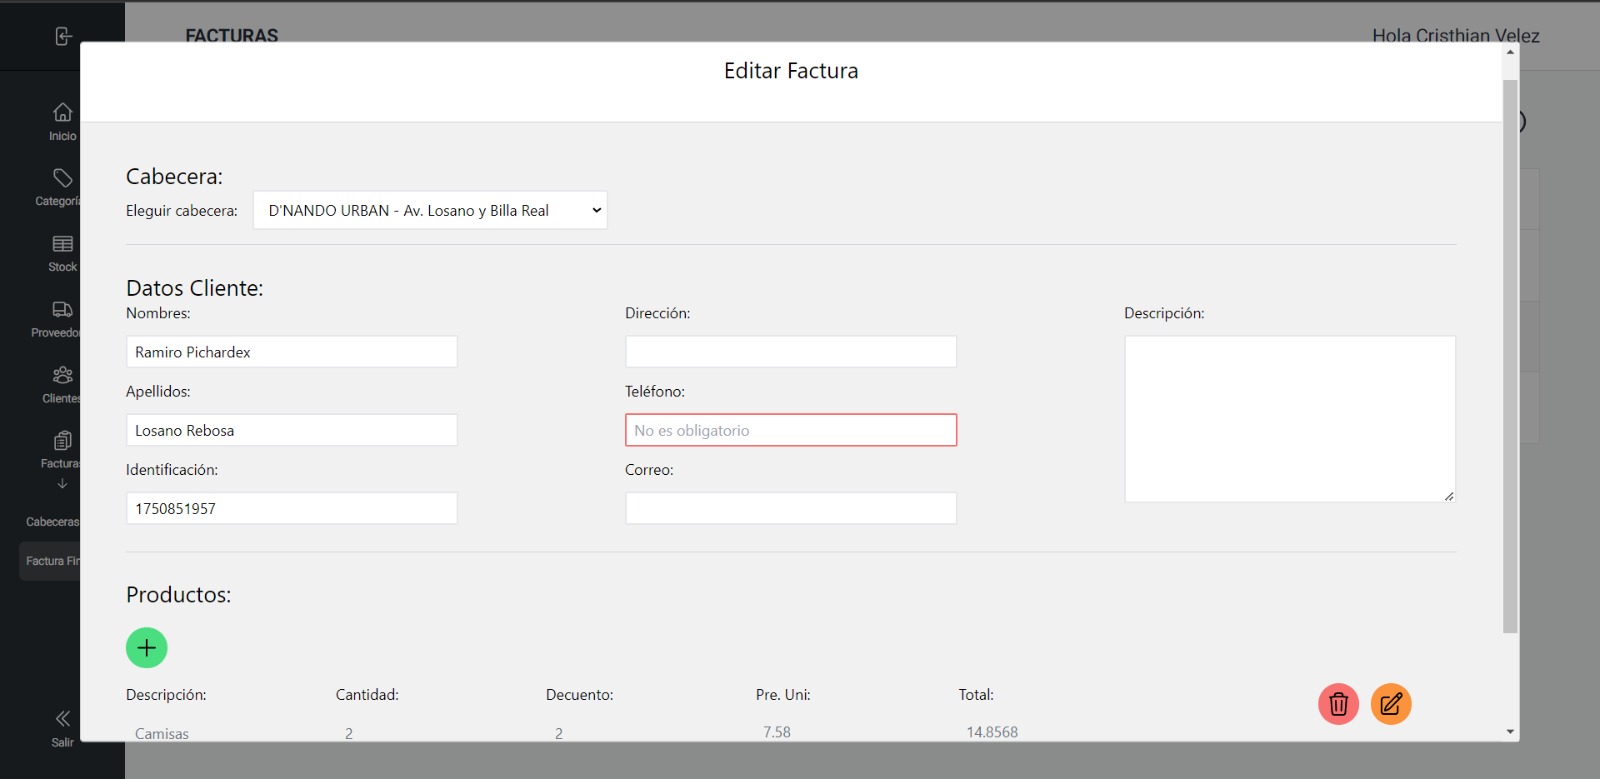 FACTURAS
Hola Cristhian Velez
Editar Factura
Inicio
Categorí
Stock
Proveedo
Clientes
Factura
Cabeceras
Factura Fin
Salir
Cabecera:
Eleguir cabecera: D'NANDO URBAN - Av. Losano y Billa Real
Datos Cliente:
Nombres: Dirección: Descripción:
Ramiro Pichardex
Apellidos: Teléfono:
Losano Rebosa No es obligatorio
Identificación: Correo:
1750851957
Productos:
Descripción: Cantidad: Decuento: Pre. Uni: Total:
Camisas 2 2 7.58 14.8568